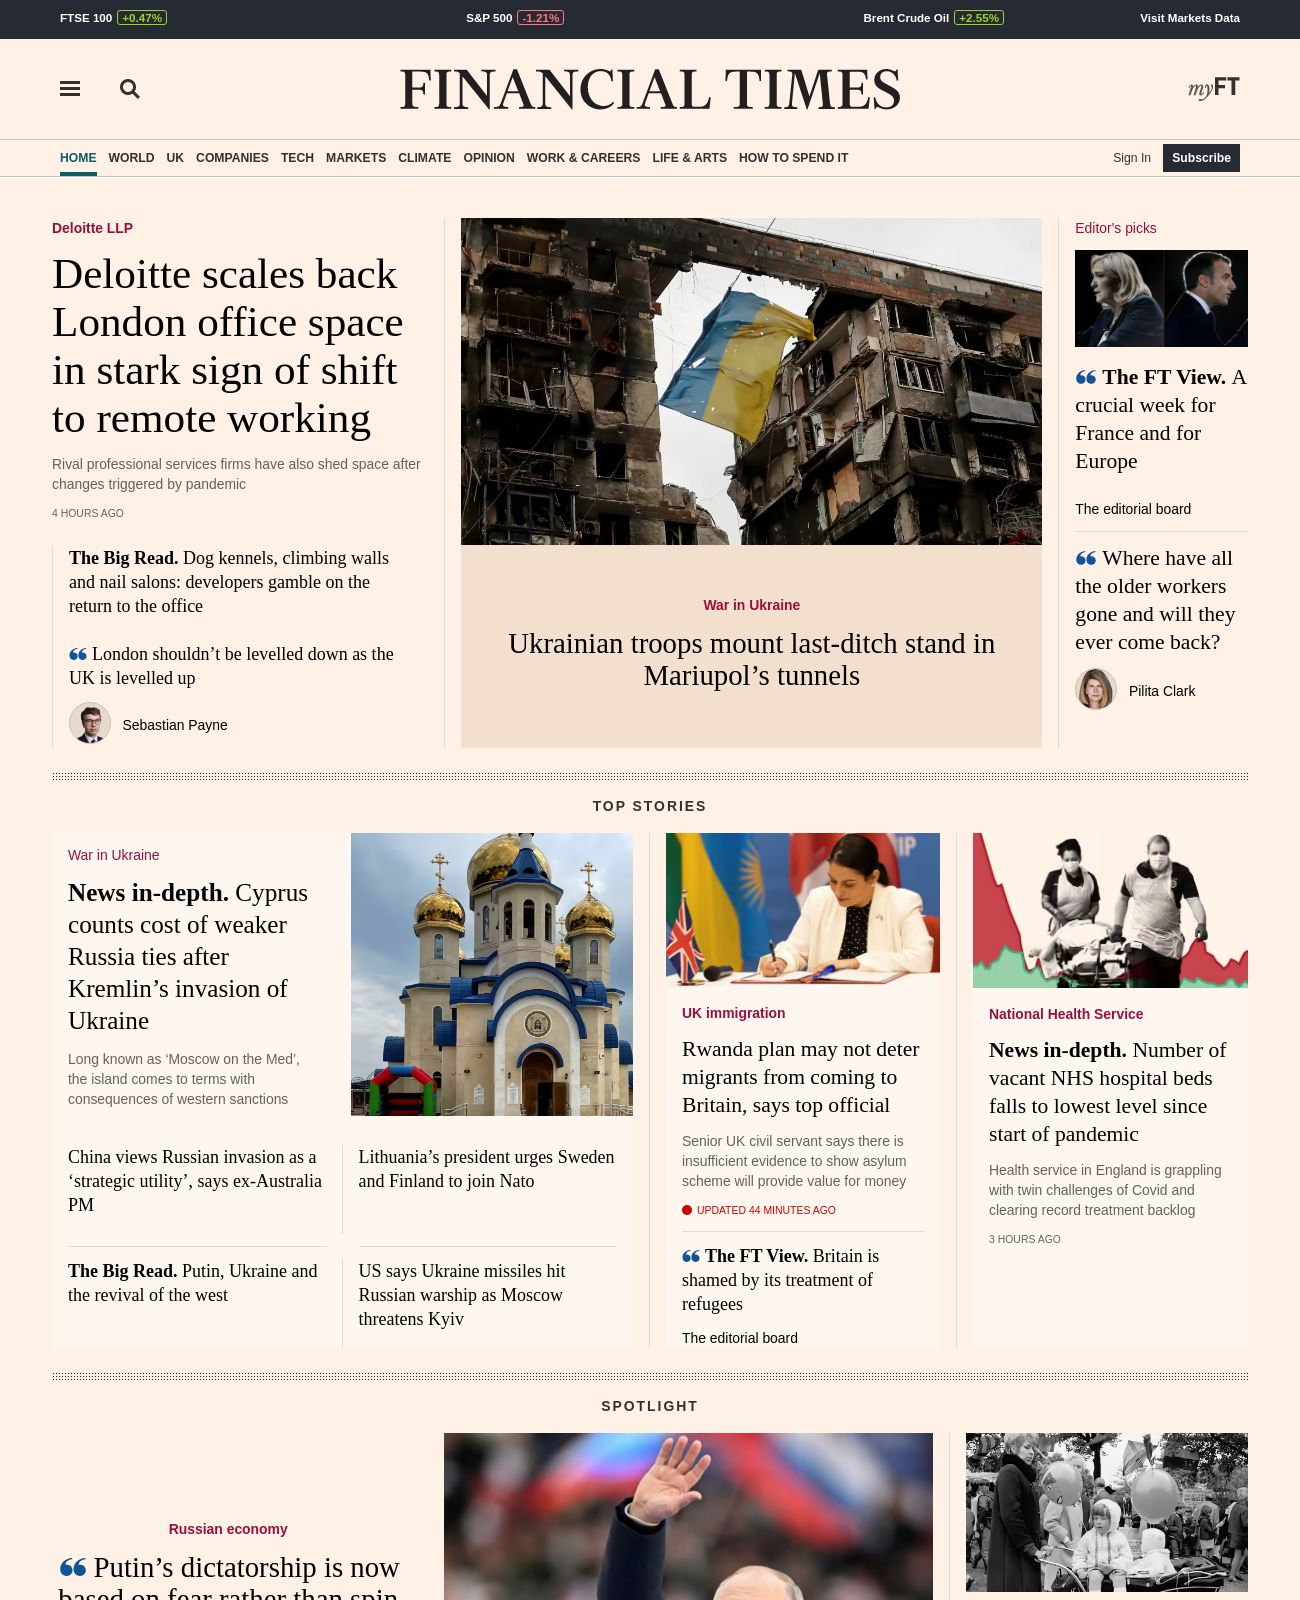 FTSE 100 +0.47% S&P 500 -1.21% Brent Crude Oil +2.55% Visit Markets Data
FINANCIAL TIMES
myFT
HOME WORLD UK COMPANIES TECH MARKETS CLIMATE OPINION WORK & CAREERS LIFE & ARTS HOW TO SPEND IT Sign In Subscribe
Deloitte LLP
Deloitte scales back
London office space
in stark sign of shift
to remote working
Rival professional services firms have also shed space after
changes triggered by pandemic
4 HOURS AGO
The Big Read. Dog kennels, climbing walls
and nail salons: developers gamble on the
return to the office
“ London shouldn’t be levelled down as the
UK is levelled up
Sebastian Payne
War in Ukraine
Ukrainian troops mount last-ditch stand in
Mariupol’s tunnels
Editor's picks
“ The FT View. A
crucial week for
France and for
Europe
The editorial board
“ Where have all
the older workers
gone and will they
ever come back?
Pilita Clark
TOP STORIES
War in Ukraine
News in-depth. Cyprus
counts cost of weaker
Russia ties after
Kremlin’s invasion of
Ukraine
Long known as ‘Moscow on the Med’,
the island comes to terms with
consequences of western sanctions
China views Russian invasion as a
‘strategic utility’, says ex-Australia
PM
Lithuania’s president urges Sweden
and Finland to join Nato
The Big Read. Putin, Ukraine and
the revival of the west
US says Ukraine missiles hit
Russian warship as Moscow
threatens Kyiv
UK immigration
Rwanda plan may not deter
migrants from coming to
Britain, says top official
Senior UK civil servant says there is
insufficient evidence to show asylum
scheme will provide value for money
UPDATED 44 MINUTES AGO
“ The FT View. Britain is
shamed by its treatment of
refugees
The editorial board
National Health Service
News in-depth. Number of
vacant NHS hospital beds
falls to lowest level since
start of pandemic
Health service in England is grappling
with twin challenges of Covid and
clearing record treatment backlog
3 HOURS AGO
SPOTLIGHT
Russian economy
“ Putin’s dictatorship is now
based on fear rather than spin